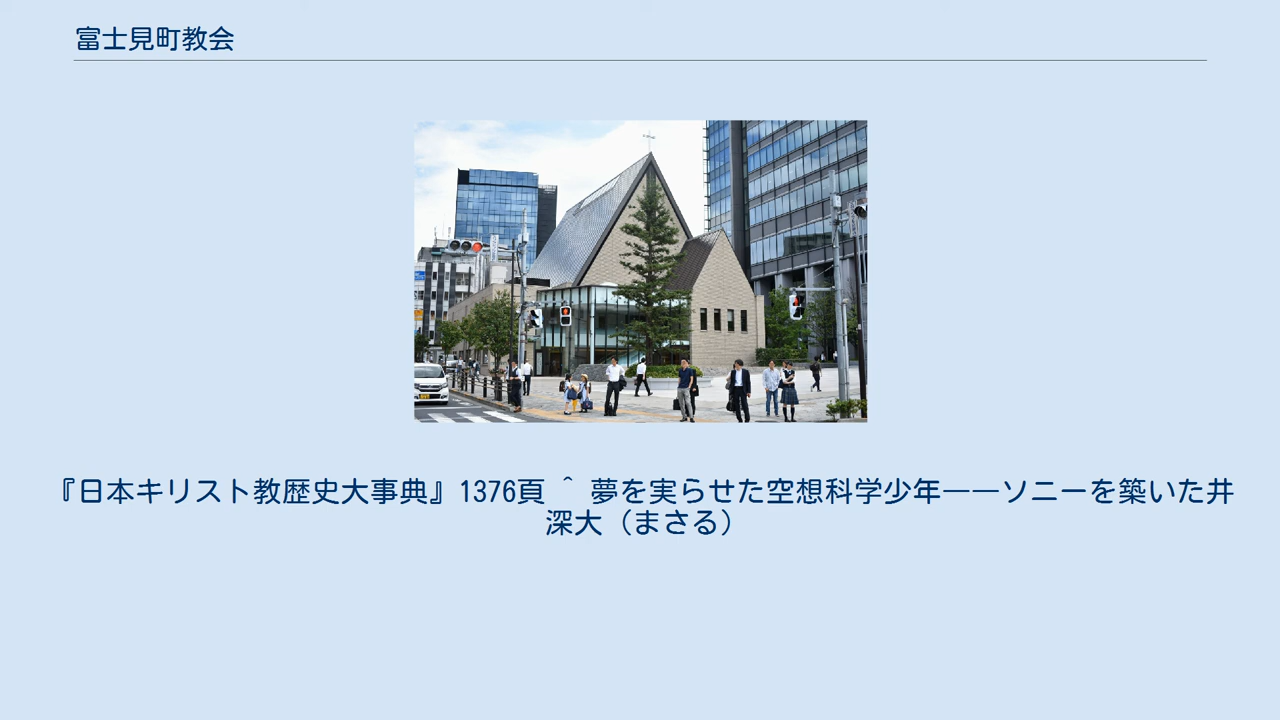 富士見町教会
『日本キリスト教歴史大事典』1376頁 ^ 夢を実らせた空想科学少年――ソニーを築いた井
深大（まさる）